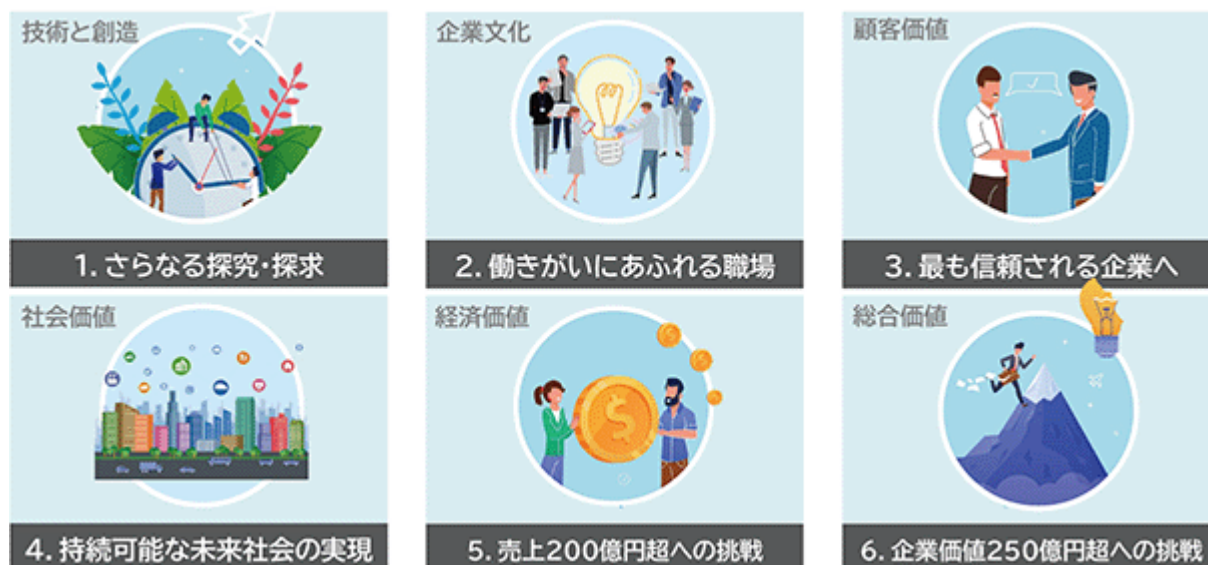 技術と創造
1. さらなる探究・探求
企業文化
2. 働きがいにあふれる職場
顧客価値
3. 最も信頼される企業へ
社会価値
4. 持続可能な未来社会の実現
経済価値
5. 売上200億円超への挑戦
総合価値
6. 企業価値250億円超への挑戦